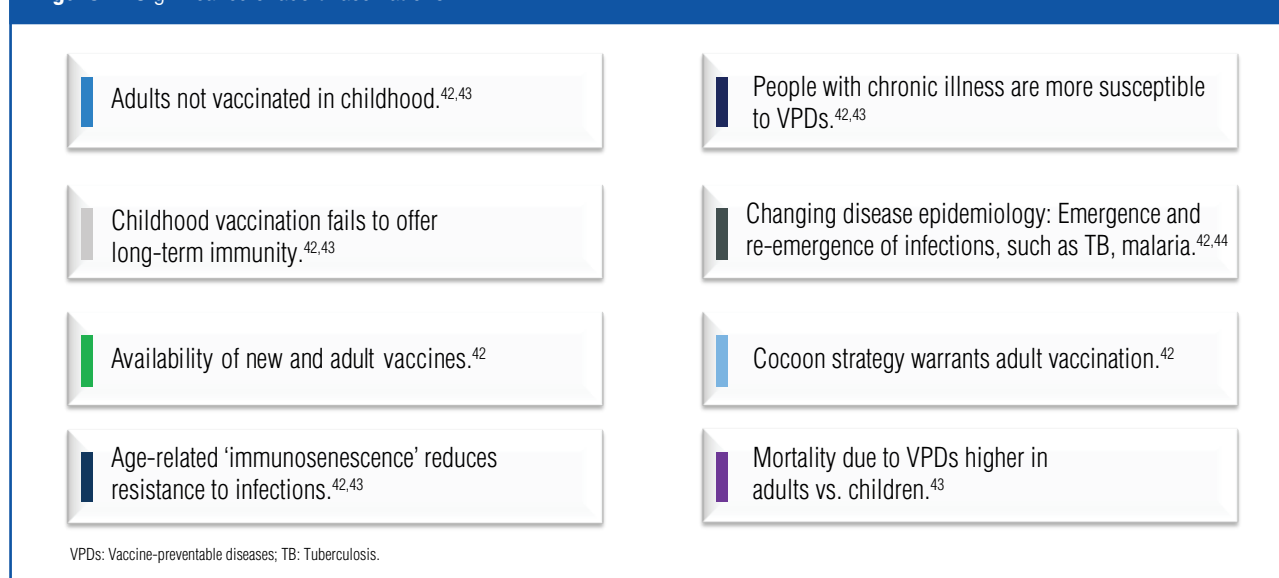 Adults not vaccinated in childhood.42,43
Childhood vaccination fails to offer
long-term immunity.42,43
Availability of new and adult vaccines.42
Age-related ‘immunosenescence’ reduces
resistance to infections.42,43
People with chronic illness are more susceptible
to VPDs.42,43
Changing disease epidemiology: Emergence and
re-emergence of infections, such as TB, malaria.42,44
Cocoon strategy warrants adult vaccination.42
Mortality due to VPDs higher in
adults vs. children.43
VPDs: Vaccine-preventable diseases; TB: Tuberculosis.